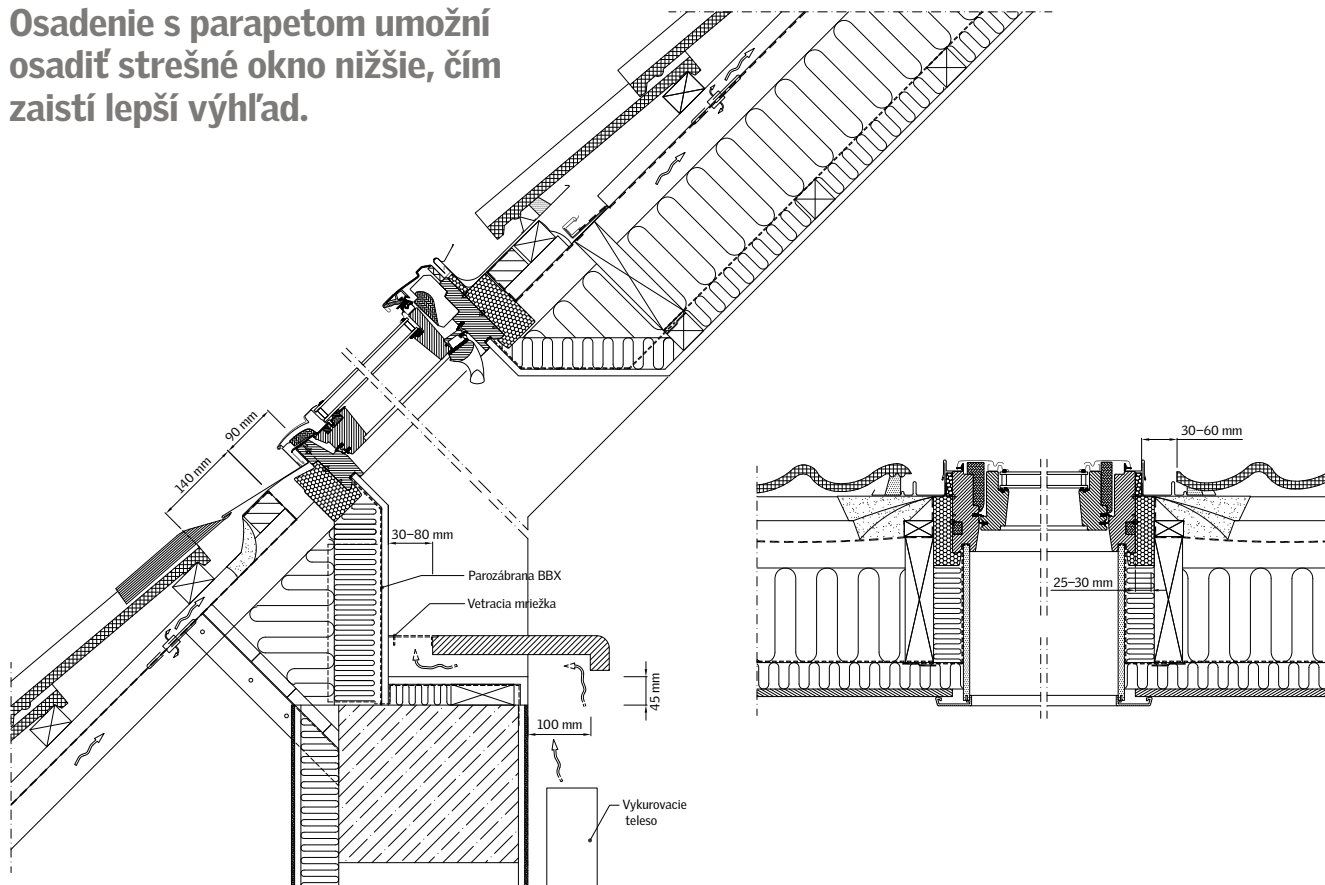 Osadenie s parapetom umožní
osadiť strešné okno nižšie, čím
zaistí lepší výhľad.
90 mm
140 mm
30–80 mm
Parozábrana BBX
Vetracia mriežka
45 mm
100 mm
Vykurovacie
teleso
30–60 mm
25–30 mm